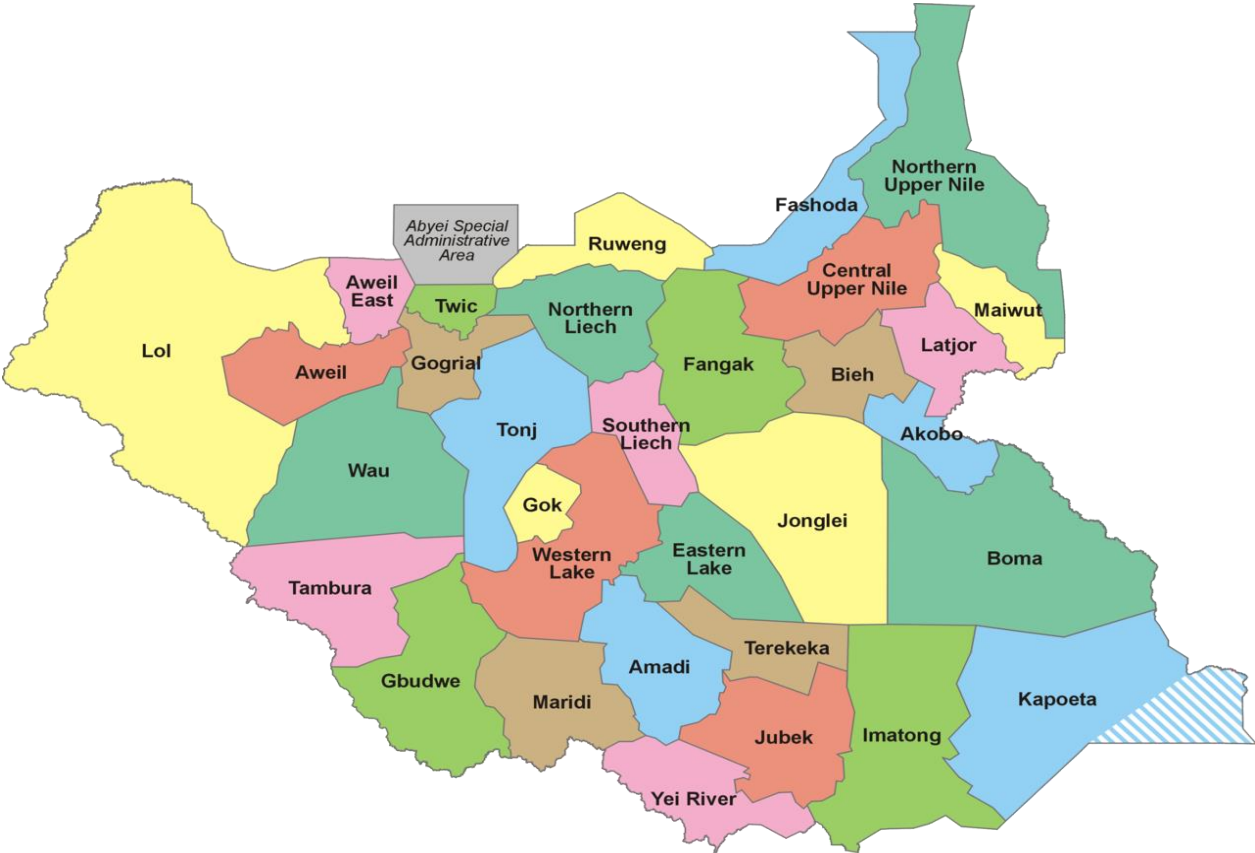 Northern
Upper Nile
Fashoda
Abyei Special
Administrative
Area
Ruweng
Central
Upper Nile
Aweil
East
Twic
Northern
Liech
Maiwut
Lol
Latjor
Aweil
Gogrial
Fangak
Bieh
Tonj
Southern
Liech
Akobo
Wau
Gok
Jonglei
Western
Lake
Eastern
Lake
Boma
Tambura
Terekeka
Gbudwe
Amadi
Maridi
Kapoeta
Jubek
Imatong
Yei River